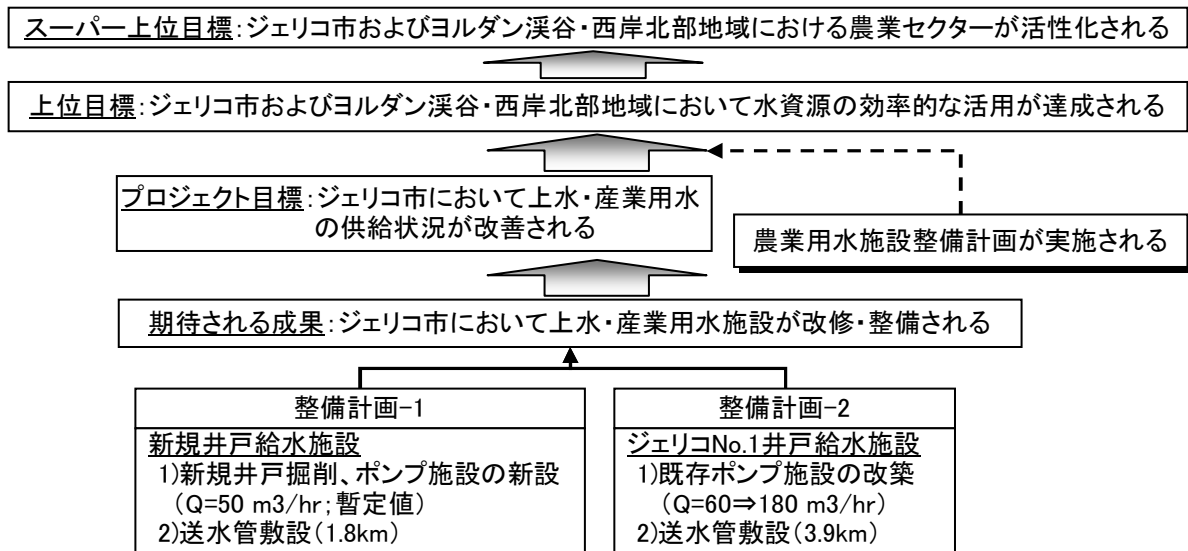 スーパー上位目標:ジェリコ市およびヨルダン渓谷・西岸北部地域における農業セクターが活性化される
上位目標:ジェリコ市およびヨルダン渓谷・西岸北部地域において水資源の効率的な活用が達成される
プロジェクト目標:ジェリコ市において上水・産業用水
の供給状況が改善される
農業用水施設整備計画が実施される
期待される成果:ジェリコ市において上水・産業用水施設が改修・整備される
整備計画-1
新規井戸給水施設
1)新規井戸掘削、ポンプ施設の新設
(Q=50 m3/hr;暫定値)
2)送水管敷設(1.8km)
整備計画-2
ジェリコNo.1井戸給水施設
1)既存ポンプ施設の改築
(Q=60⇒180 m3/hr)
2)送水管敷設(3.9km)